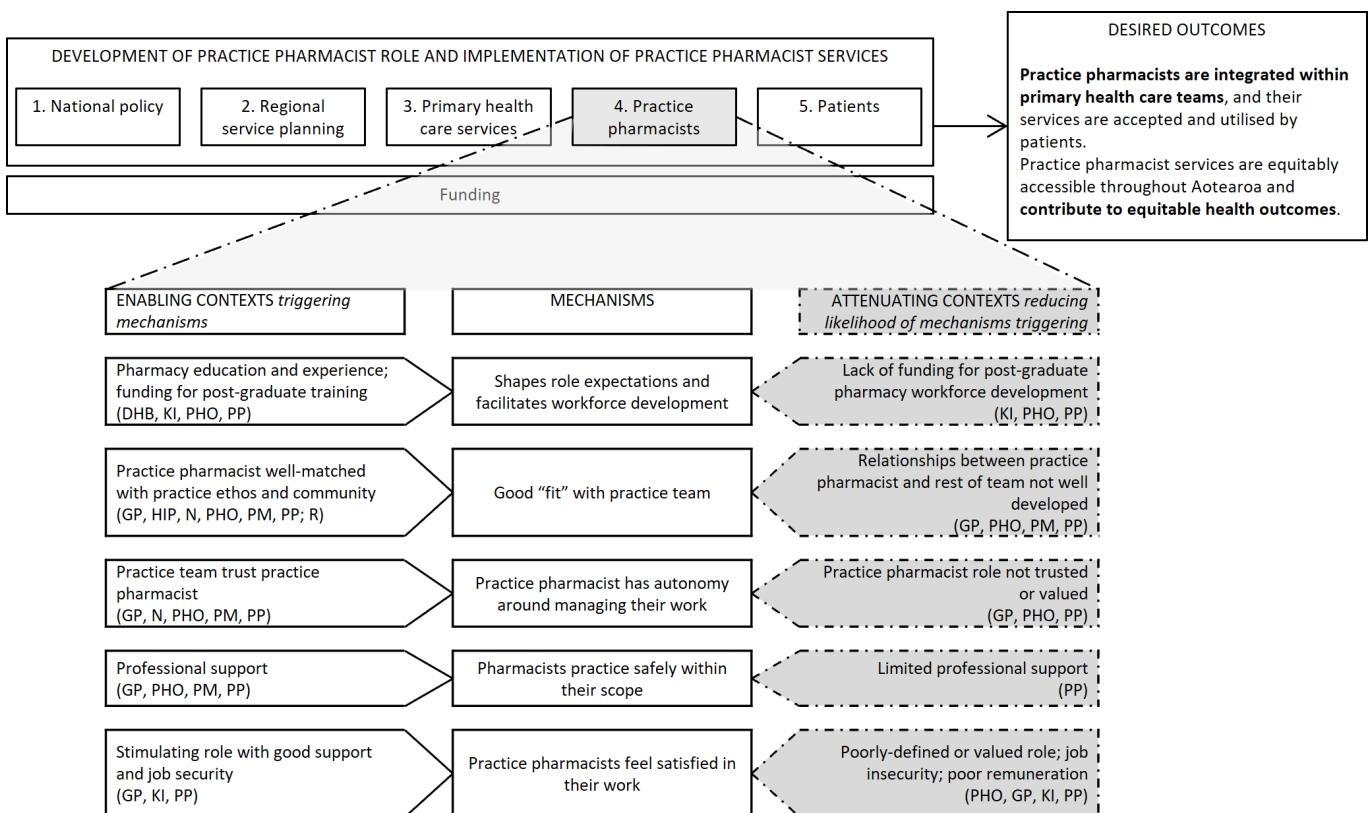 DEVELOPMENT OF PRACTICE PHARMACIST ROLE AND IMPLEMENTATION OF PRACTICE PHARMACIST SERVICES
1. National policy
2. Regional
service planning
3. Primary health
care services
4. Practice
pharmacists
5. Patients
Funding
DESIRED OUTCOMES
Practice pharmacists are integrated within
primary health care teams, and their
services are accepted and utilised by
patients.
Practice pharmacist services are equitably
accessible throughout Aotearoa and
contribute to equitable health outcomes.
ENABLING CONTEXTS triggering
mechanisms
MECHANISMS
ATTENUATING CONTEXTS reducing
likelihood of mechanisms triggering
Pharmacy education and experience;
funding for post-graduate training
(DHB, KI, PHO, PP)
Shapes role expectations and
facilitates workforce development
Lack of funding for post-graduate
pharmacy workforce development
(KI, PHO, PP)
Practice pharmacist well-matched
with practice ethos and community
(GP, HIP, N, PHO, PM, PP; R)
Good “fit” with practice team
Relationships between practice
pharmacist and rest of team not well
developed
(GP, PHO, PM, PP)
Practice team trust practice
pharmacist
(GP, N, PHO, PM, PP)
Practice pharmacist has autonomy
around managing their work
Practice pharmacist role not trusted
or valued
(GP, PHO, PP)
Professional support
(GP, PHO, PM, PP)
Pharmacists practice safely within
their scope
Limited professional support
(PP)
Stimulating role with good support
and job security
(GP, KI, PP)
Practice pharmacists feel satisfied in
their work
Poorly-defined or valued role; job
insecurity; poor remuneration
(PHO, GP, KI, PP)